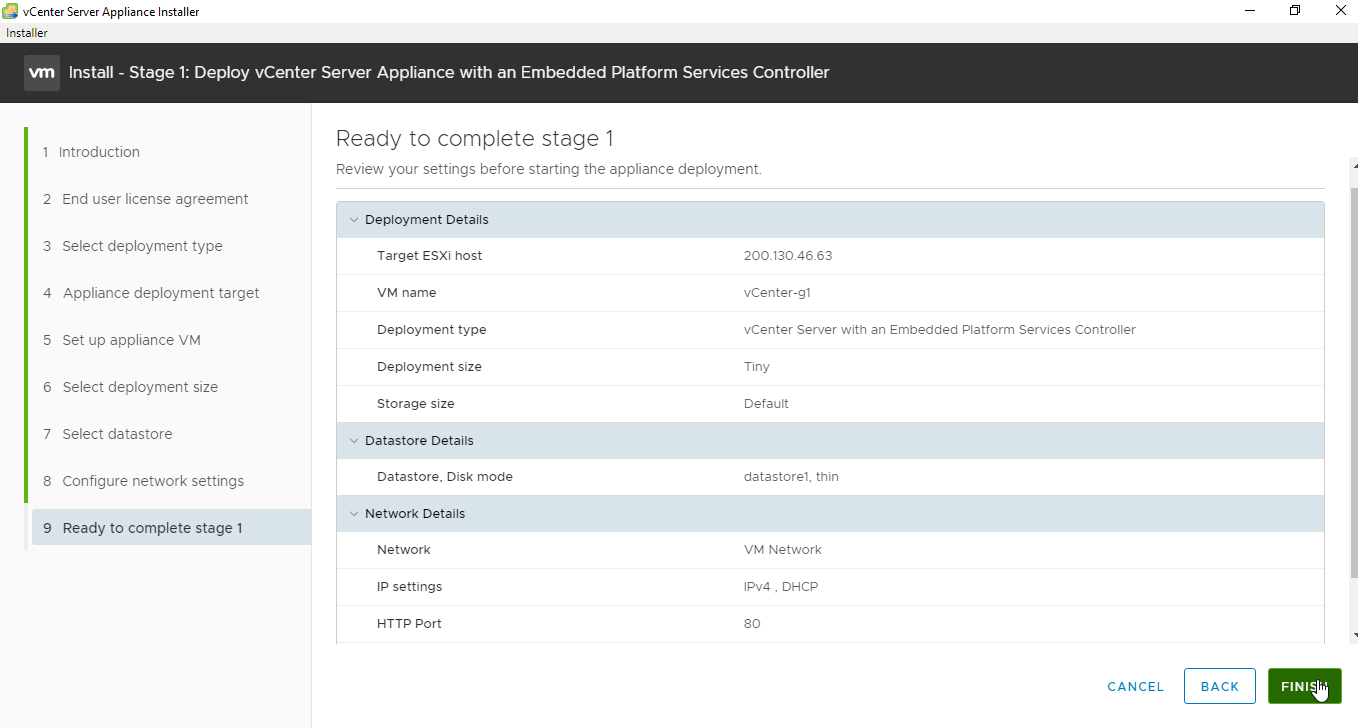 vCenter Server Appliance Installer
Installer
vm Install - Stage 1: Deploy vCenter Server Appliance with an Embedded Platform Services Controller
1 Introduction
2 End user license agreement
3 Select deployment type
4 Appliance deployment target
5 Set up appliance VM
6 Select deployment size
7 Select datastore
8 Configure network settings
9 Ready to complete stage 1
Ready to complete stage 1
Review your settings before starting the appliance deployment.
Deployment Details
Target ESXi host 200.130.46.63
VM name vCenter-g1
Deployment type vCenter Server with an Embedded Platform Services Controller
Deployment size Tiny
Storage size Default
Datastore Details
Datastore, Disk mode datastore1, thin
Network Details
Network VM Network
IP settings IPv4 , DHCP
HTTP Port 80
CANCEL BACK FINISH